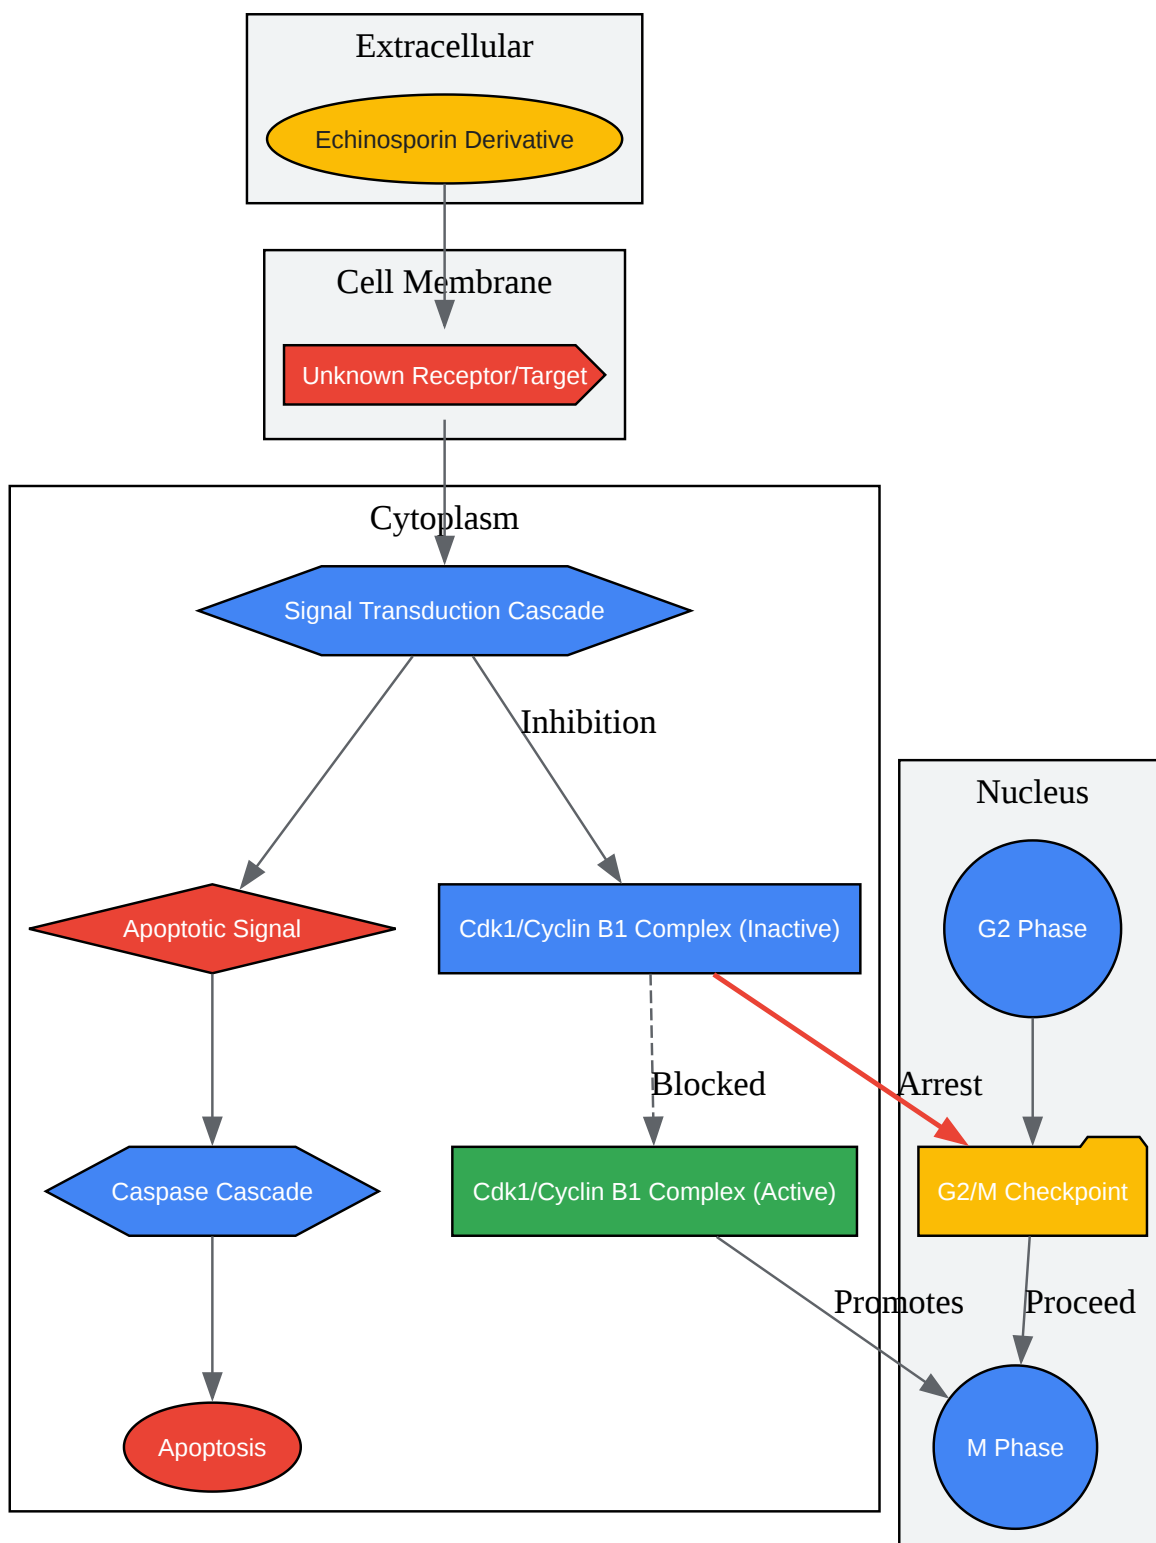 Extracellular
Echinosporin Derivative
Cell Membrane
Unknown Receptor/Target
Cytoplasm
Signal Transduction Cascade
Inhibition
Nucleus
Apoptotic Signal
Cdk1/Cyclin B1 Complex (Inactive)
G2 Phase
Blocked
Arrest
Caspase Cascade
Cdk1/Cyclin B1 Complex (Active)
G2/M Checkpoint
Promotes
Proceed
Apoptosis
M Phase